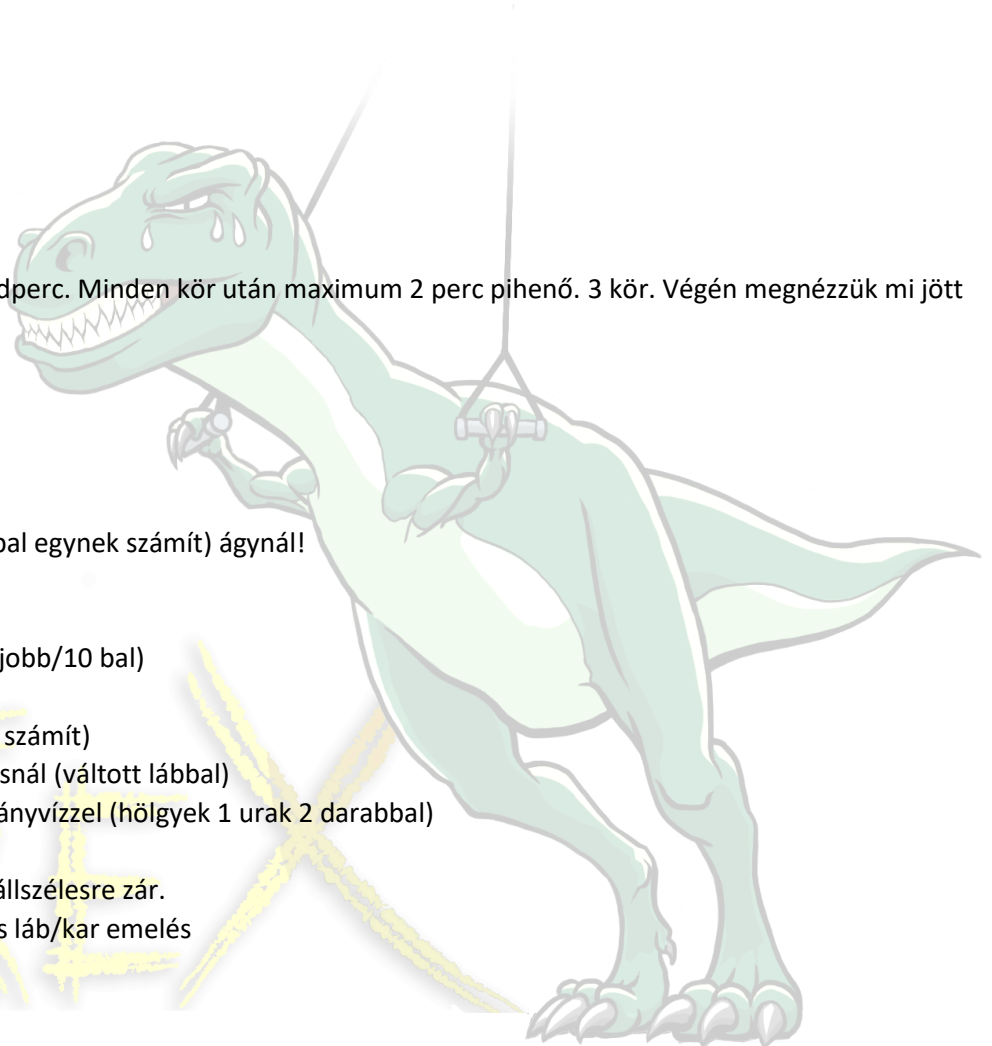 dperc. Minden kör után maximum 2 perc pihenő. 3 kör. Végén megnézzük mi jött
bal egynek számít) ágynál!
jobb/10 bal)
számít)
snál (váltott lábbal)
ányvízzel (hölgyek 1 urak 2 darabbal)
állszélesre zár.
s láb/kar emelés
EX